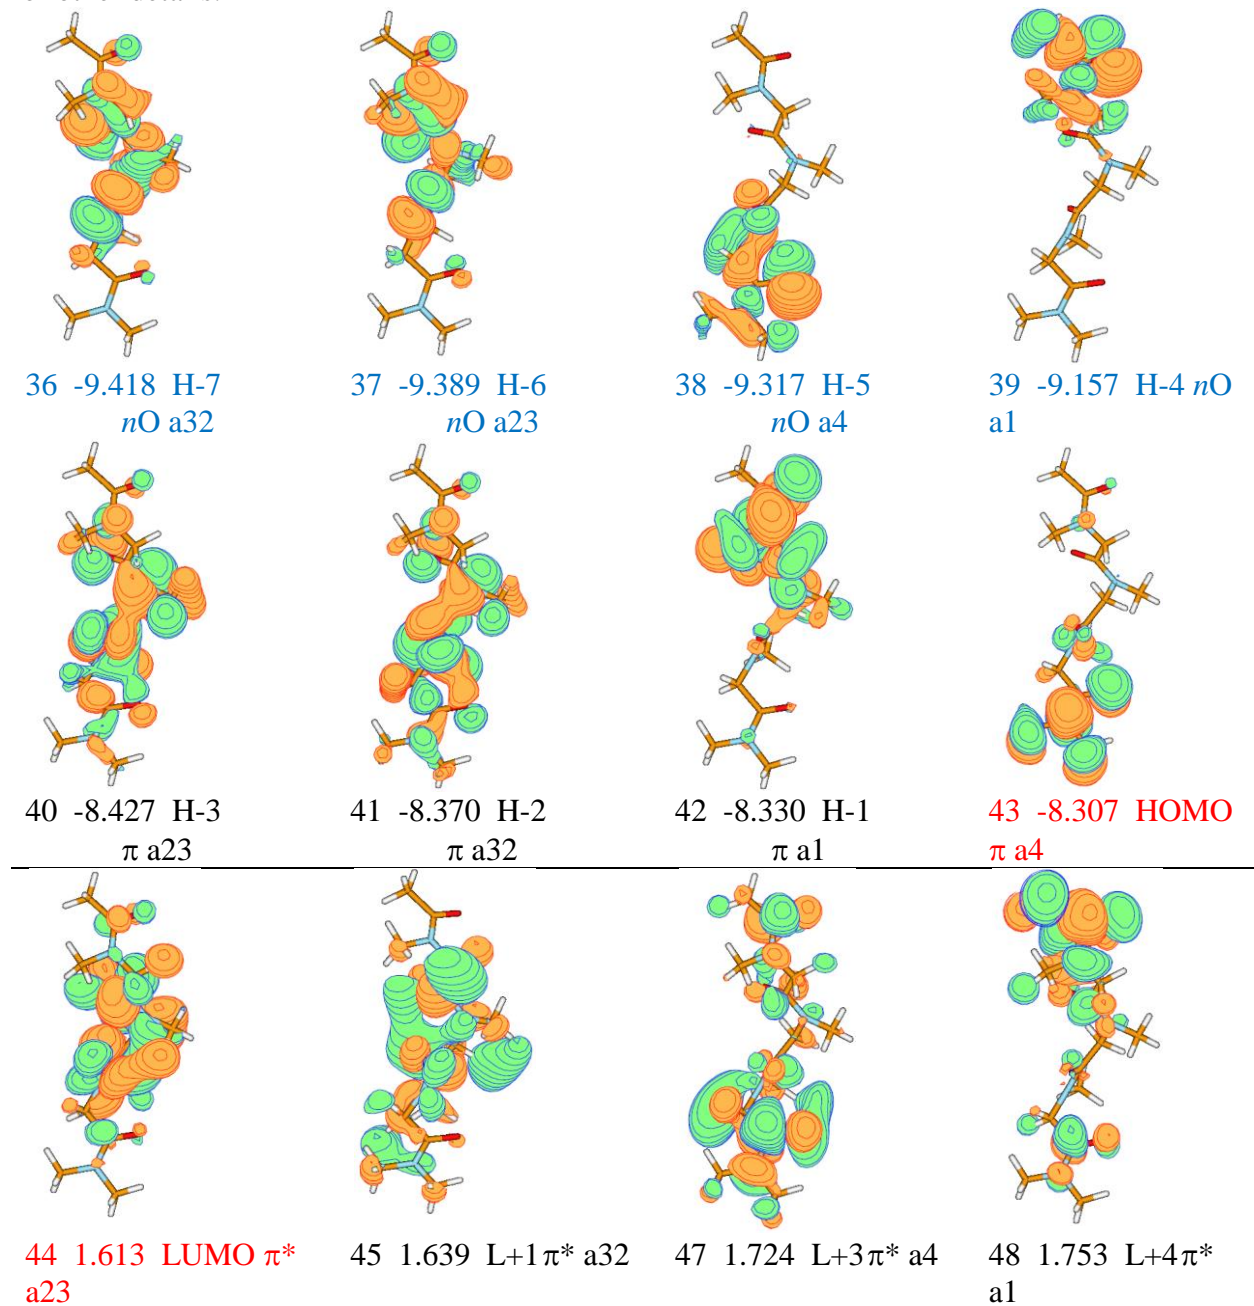 36 -9.418 H-7
nO a32
37 -9.389 H-6
nO a23
38 -9.317 H-5
nO a4
39 -9.157 H-4 nO
a1
40 -8.427 H-3
π a23
41 -8.370 H-2
π a32
42 -8.330 H-1
π a1
43 -8.307 HOMO
π a4
44 1.613 LUMO π*
a23
45 1.639 L+1 π* a32
47 1.724 L+3 π* a4
48 1.753 L+4 π*
a1